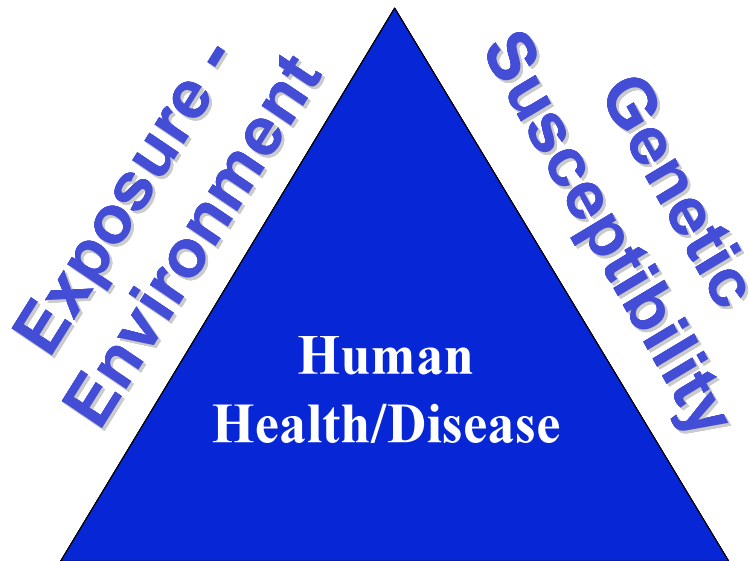 Exposure -
Environment
Genetic
Susceptibility
Human
Health/Disease